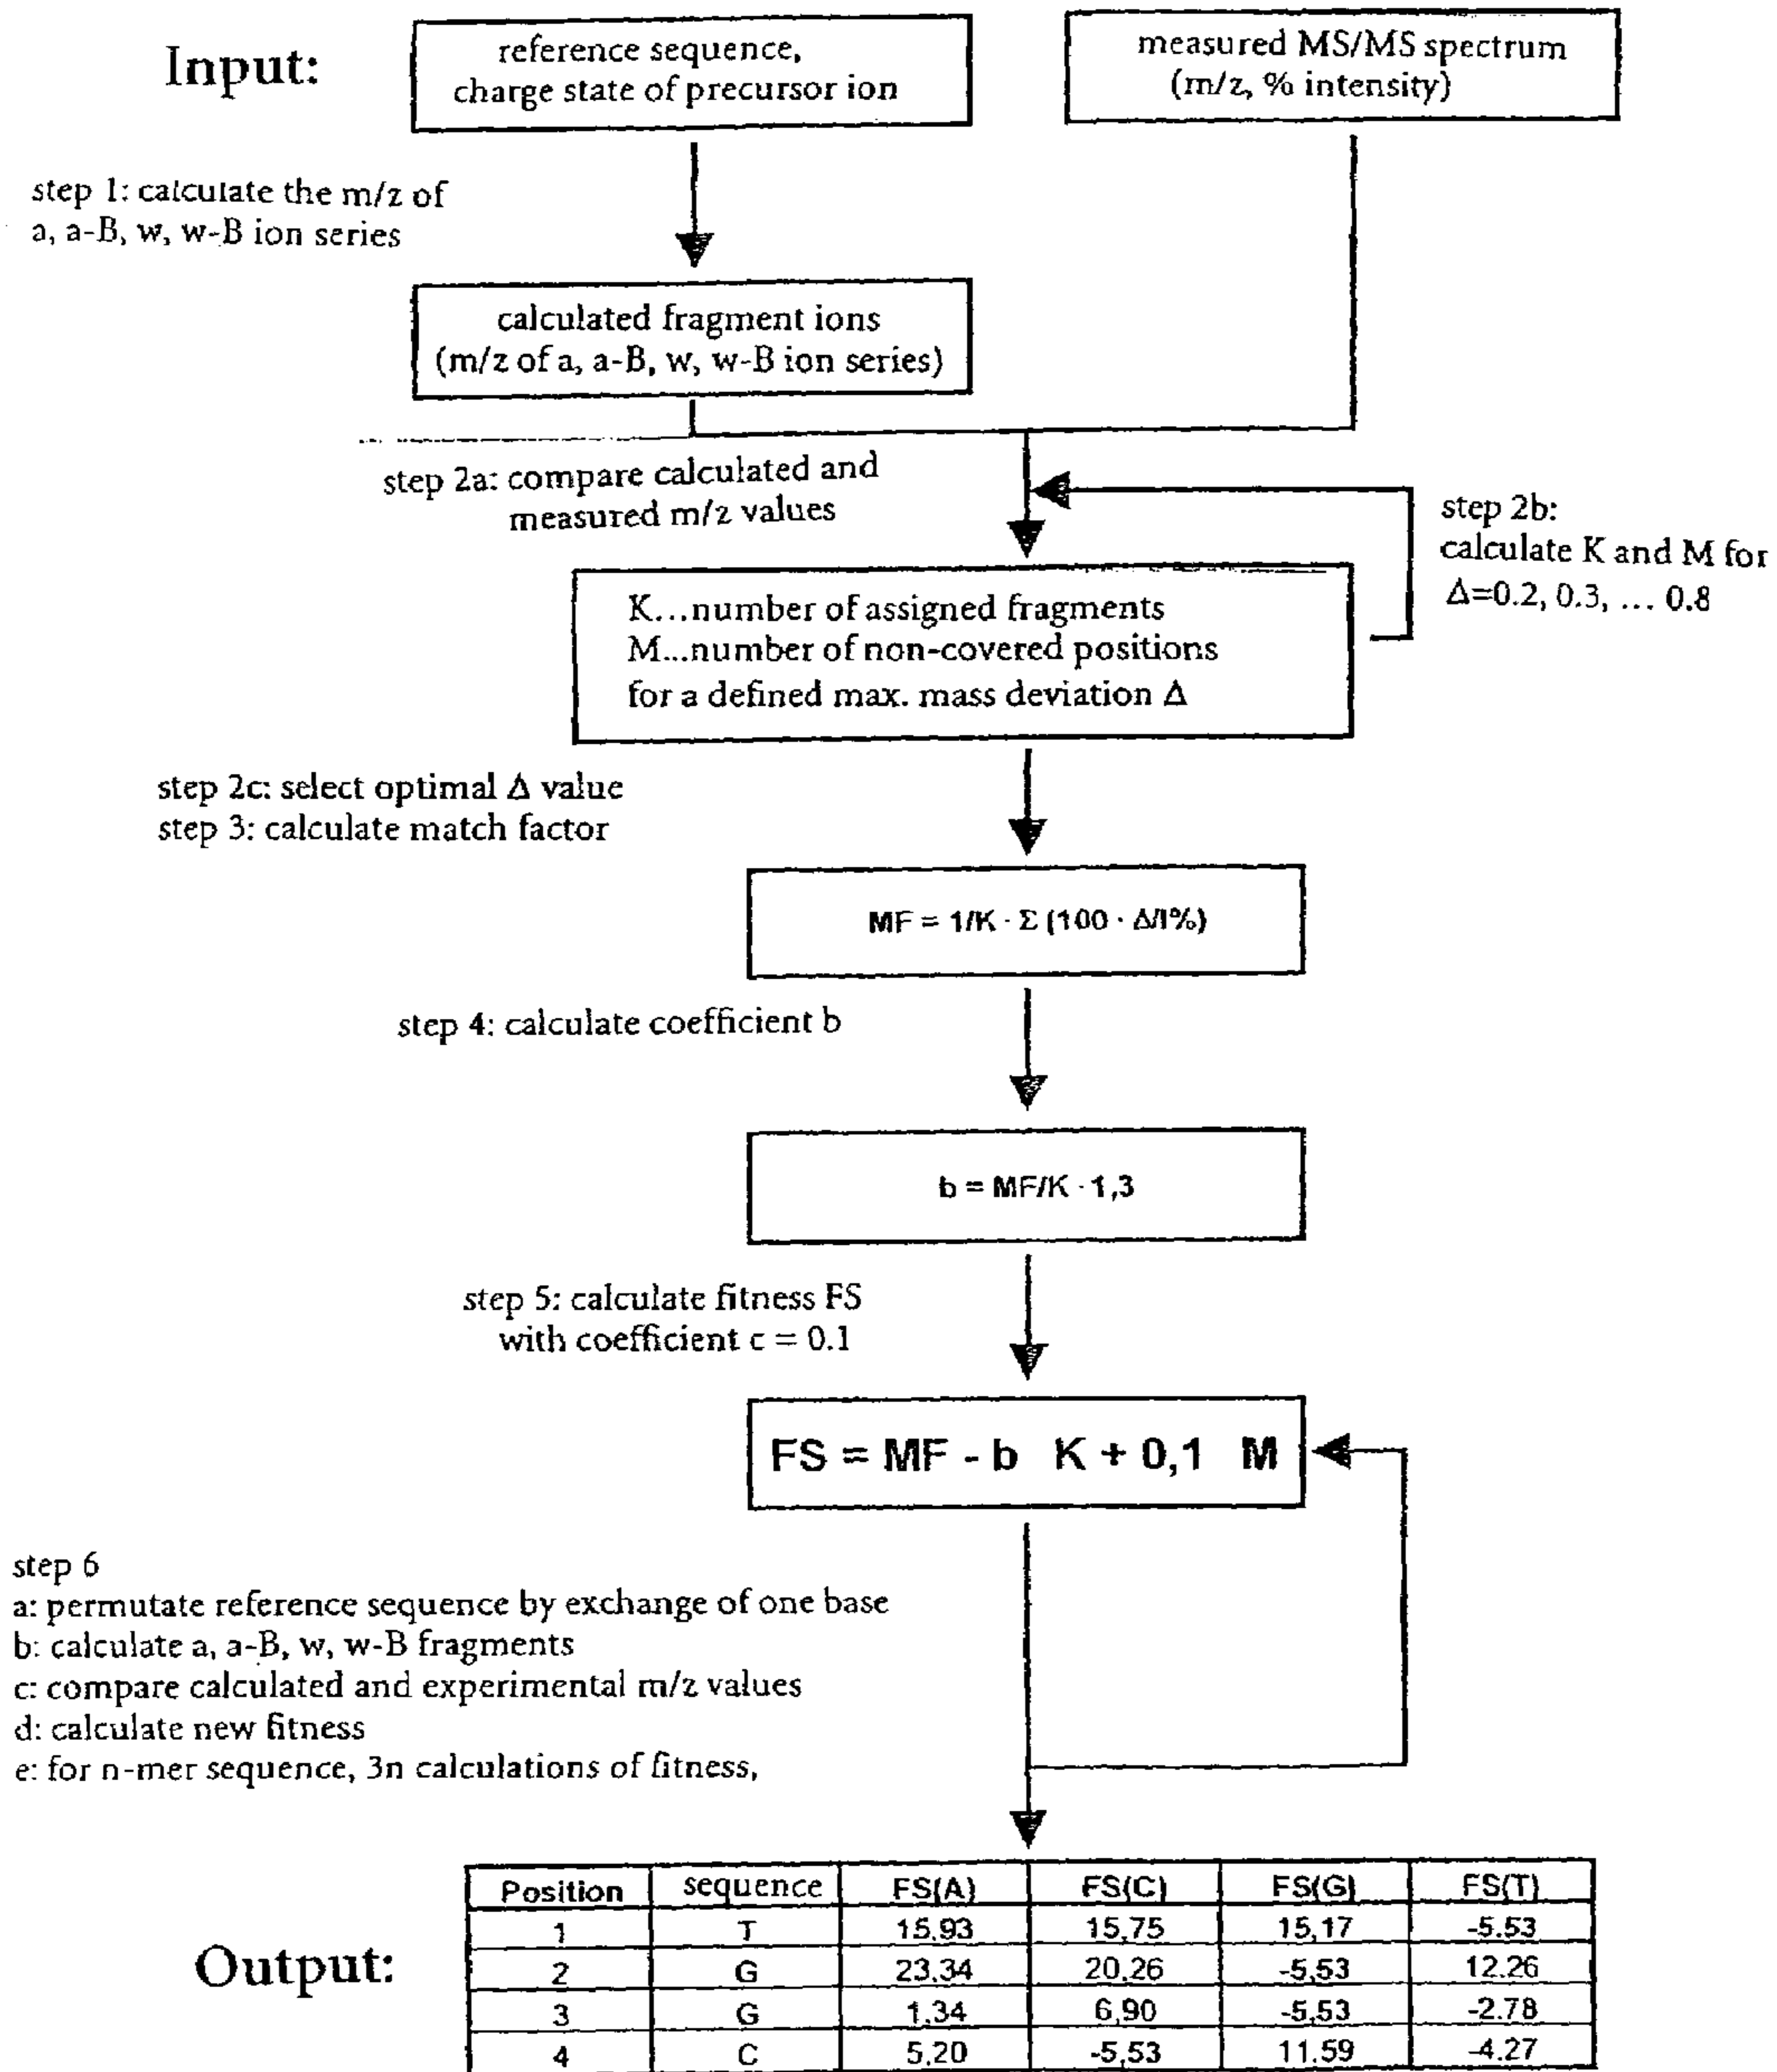 Input:
reference sequence,
charge state of precursor ion
measured MS/MS spectrum
(m/z, % intensity)
step 1: calculate the m/z of
a, a-B, w, w-B ion series
calculated fragment ions
(m/z of a, a-B, w, w-B ion series)
step 2a: compare calculated and
measured m/z values
step 2b:
calculate K and M for
Δ=0.2, 0.3, ... 0.8
K...number of assigned fragments
M...number of non-covered positions
for a defined max. mass deviation Δ
step 2c: select optimal Δ value
step 3: calculate match factor
MF = 1/K · Σ (100 · Δ/I%)
step 4: calculate coefficient b
b = MF/K · 1,3
step 5: calculate fitness FS
with coefficient c = 0.1
FS = MF - b K + 0,1 M
step 6
a: permutate reference sequence by exchange of one base
b: calculate a, a-B, w, w-B fragments
c: compare calculated and experimental m/z values
d: calculate new fitness
e: for n-mer sequence, 3n calculations of fitness,
Output:
Position sequence FS(A) FS(C) FS(G) FS(T)
1 T 15,93 15,75 15,17 -5.53
2 G 23,34 20,26 -5,53 12.26
3 G 1,34 6,90 -5,53 -2.78
4 C 5,20 -5,53 11.59 -4.27